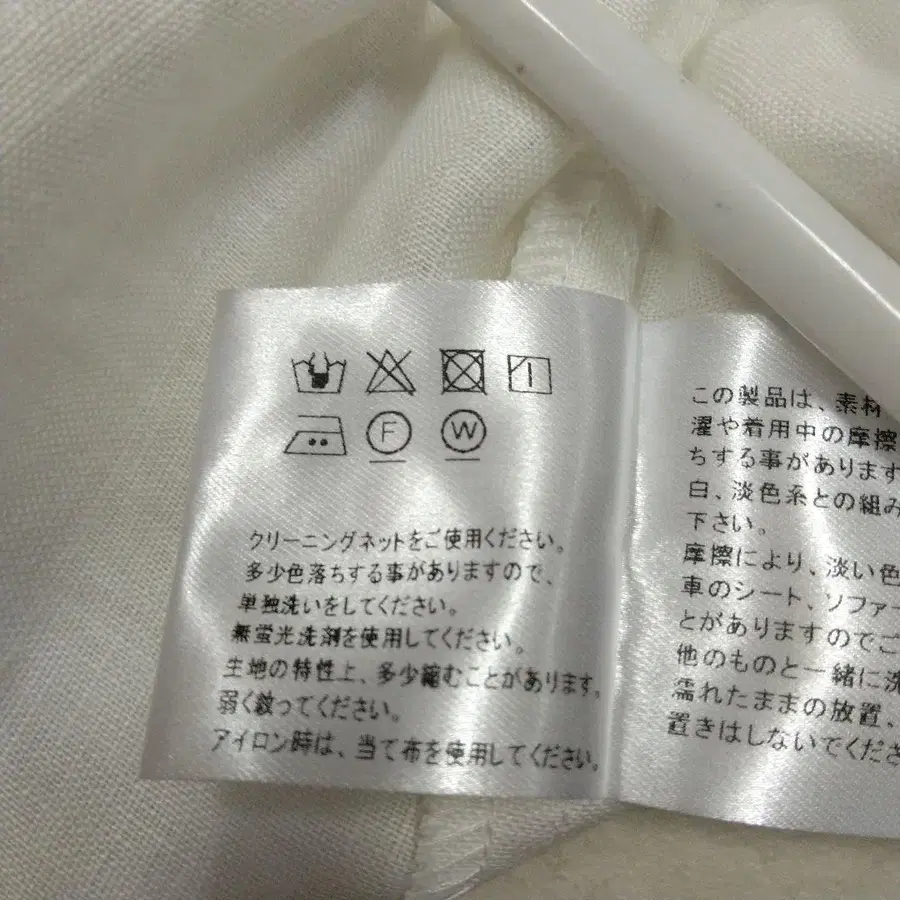 F W
クリーニングネットをご使用ください。
多少色落ちする事がありますので、
単独洗いをしてください。
無蛍光洗剤を使用してください。
生地の特性上、多少縮むことがあります。
弱く絞ってください。
アイロン時は、当て布を使用してください。
この製品は、素材
濯や着用中の摩擦
ちする事があります
白、淡色系との組み
下さい。
摩擦により、淡い色
車のシート、ソファー
とがありますのでご
他のものと一緒に洗
濡れたままの放置、
置きはしないでくださ